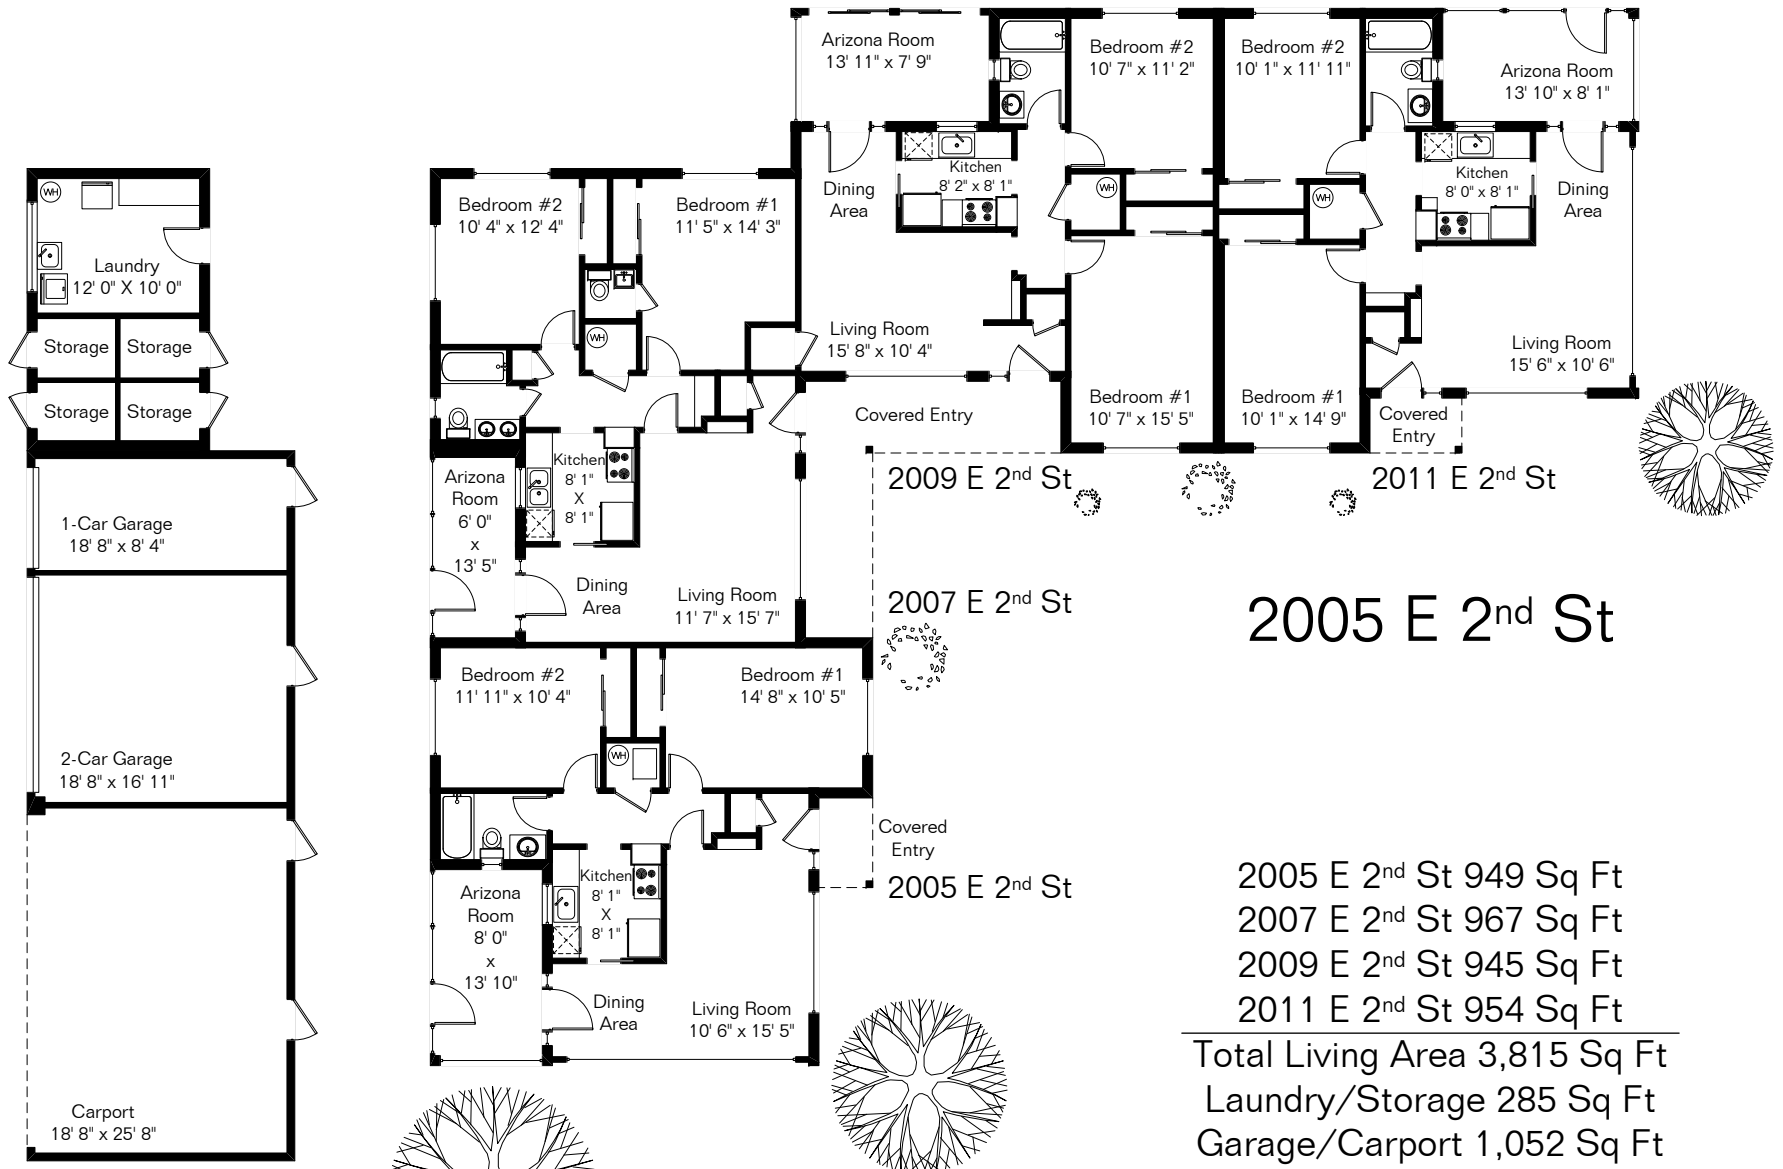 WH
Laundry
12' 0" X 10' 0"
Storage
Storage
Storage
Storage
1-Car Garage
18' 8" x 8' 4"
2-Car Garage
18' 8" x 16' 11"
Carport
18' 8" x 25' 8"
Bedroom #2
10' 4" x 12' 4"
Bedroom #1
11' 5" x 14' 3"
WH
Kitchen
8' 1"
X
8' 1"
Arizona
Room
6' 0"
x
13' 5"
Dining
Area
Living Room
11' 7" x 15' 7"
2007 E 2nd St
Bedroom #2
11' 11" x 10' 4"
Bedroom #1
14' 8" x 10' 5"
WH
Covered
Entry
2005 E 2nd St
Kitchen
8' 1"
X
8' 1"
Arizona
Room
8' 0"
x
13' 10"
Dining
Area
Living Room
10' 6" x 15' 5"
Arizona Room
13' 11" x 7' 9"
Bedroom #2
10' 7" x 11' 2"
Kitchen
8' 2" x 8' 1"
Dining
Area
WH
Living Room
15' 8" x 10' 4"
Bedroom #1
10' 7" x 15' 5"
Covered Entry
2009 E 2nd St
Bedroom #2
10' 1" x 11' 11"
Arizona Room
13' 10" x 8' 1"
Kitchen
8' 0" x 8' 1"
Dining
Area
WH
Living Room
15' 6" x 10' 6"
Bedroom #1
10' 1" x 14' 9"
Covered
Entry
2011 E 2nd St
2005 E 2nd St
2005 E 2nd St 949 Sq Ft
2007 E 2nd St 967 Sq Ft
2009 E 2nd St 945 Sq Ft
2011 E 2nd St 954 Sq Ft
Total Living Area 3,815 Sq Ft
Laundry/Storage 285 Sq Ft
Garage/Carport 1,052 Sq Ft